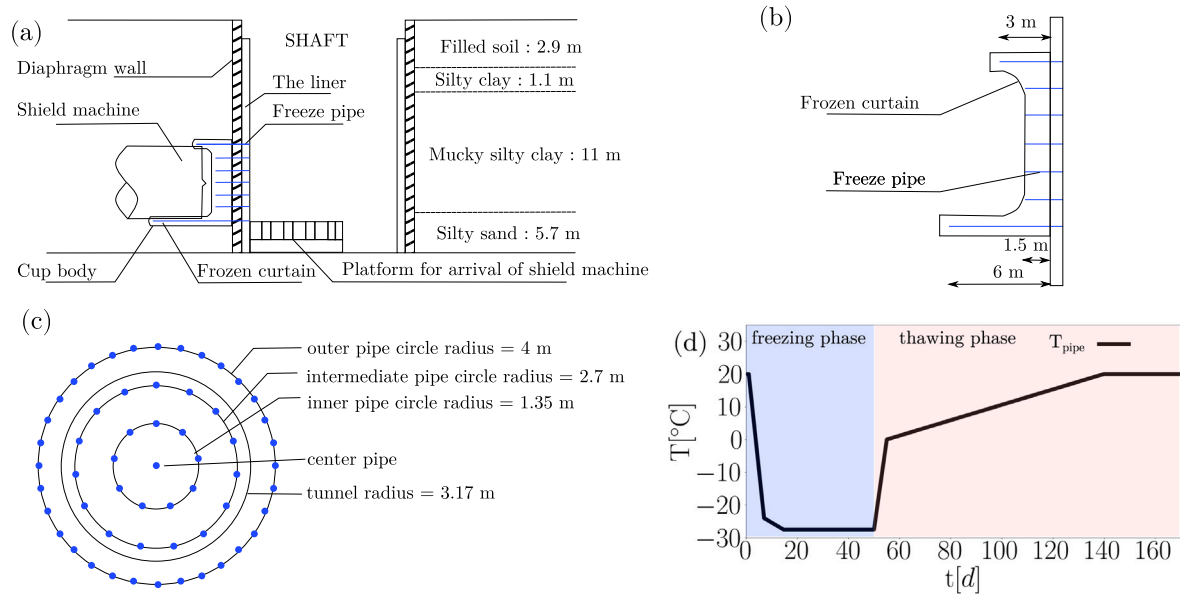 (a)
SHAFT
Diaphragm wall
The liner
Shield machine
Freeze pipe
Cup body
Frozen curtain
Platform for arrival of shield machine
Filled soil : 2.9 m
Silty clay : 1.1 m
Mucky silty clay : 11 m
Silty sand : 5.7 m
(b)
3 m
Frozen curtain
Freeze pipe
1.5 m
6 m
(c)
outer pipe circle radius = 4 m
intermediate pipe circle radius = 2.7 m
inner pipe circle radius = 1.35 m
center pipe
tunnel radius = 3.17 m
(d)
freezing phase
thawing phase
Tpipe
T[°C]
30
20
10
0
−10
−20
−30
0 20 40 60 80 100 120 140 160
t[d]